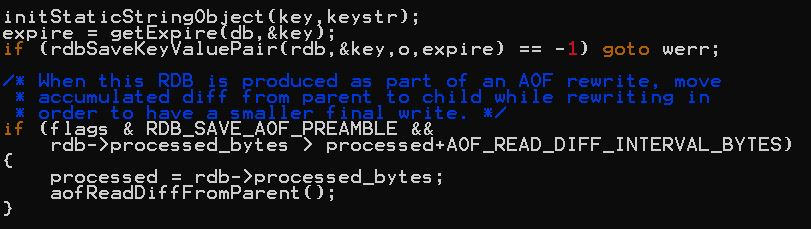 initStaticStringObject(key,keystr);
expire = getExpire(db,&key);
if (rdbSaveKeyValuePair(rdb,&key,o,expire) == -1) goto werr;

/* When this RDB is produced as part of an AOF rewrite, move
 * accumulated diff from parent to child while rewriting in
 * order to have a smaller final write. */
if (flags & RDB_SAVE_AOF_PREAMBLE &&
    rdb->processed_bytes > processed+AOF_READ_DIFF_INTERVAL_BYTES)
{
    processed = rdb->processed_bytes;
    aofReadDiffFromParent();
}